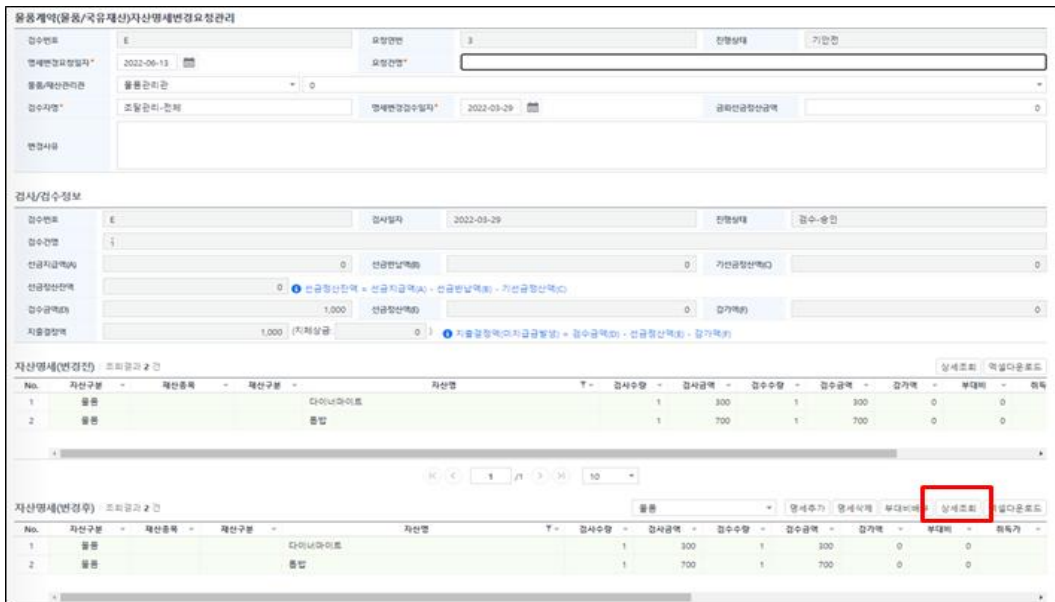 물품계약(물품/국유재산)자산명세변경요청관리
검수번호 E 요청연번 3 진행상태 기안전
명세변경요청일자* 2022-06-13 요청건명*
물품/재산관리관 물품관리관 0
검수자명* 조달관리-전체 명세변경검수일자* 2022-03-29 금회선금정산금액 0
변경사유
검사/검수정보
검수번호 E 검사일자 2022-03-29 진행상태 검수-승인
검수건명
선금지급액(A) 0 선금반납액(B) 0 기선금정산액(C) 0
선금정산잔액 0 선금정산잔액 = 선금지급액(A) - 선금반납액(B) - 기선금정산액(C)
검수금액(D) 1,000 선금정산액(E) 0 감가액(F) 0
지출결정액 1,000 (지체상금 0 ) 지출결정액(미지급금발생) = 검수금액(D) - 선금정산액(E) - 감가액(F)
자산명세(변경전) 조회결과 2 건 상세조회 엑셀다운로드
No. 자산구분 재산종목 재산구분 자산명 검사수량 검사금액 검수수량 검수금액 감가액 부대비 취득
1 물품 다이너마이트 1 300 1 300 0 0
2 물품 톱밥 1 700 1 700 0 0
1 /1 10
자산명세(변경후) 조회결과 2 건 물품 명세추가 명세삭제 부대비배부 상세조회 엑셀다운로드
No. 자산구분 재산종목 재산구분 자산명 검사수량 검사금액 검수수량 검수금액 감가액 부대비 취득가
1 물품 다이너마이트 1 300 1 300 0 0
2 물품 톱밥 1 700 1 700 0 0